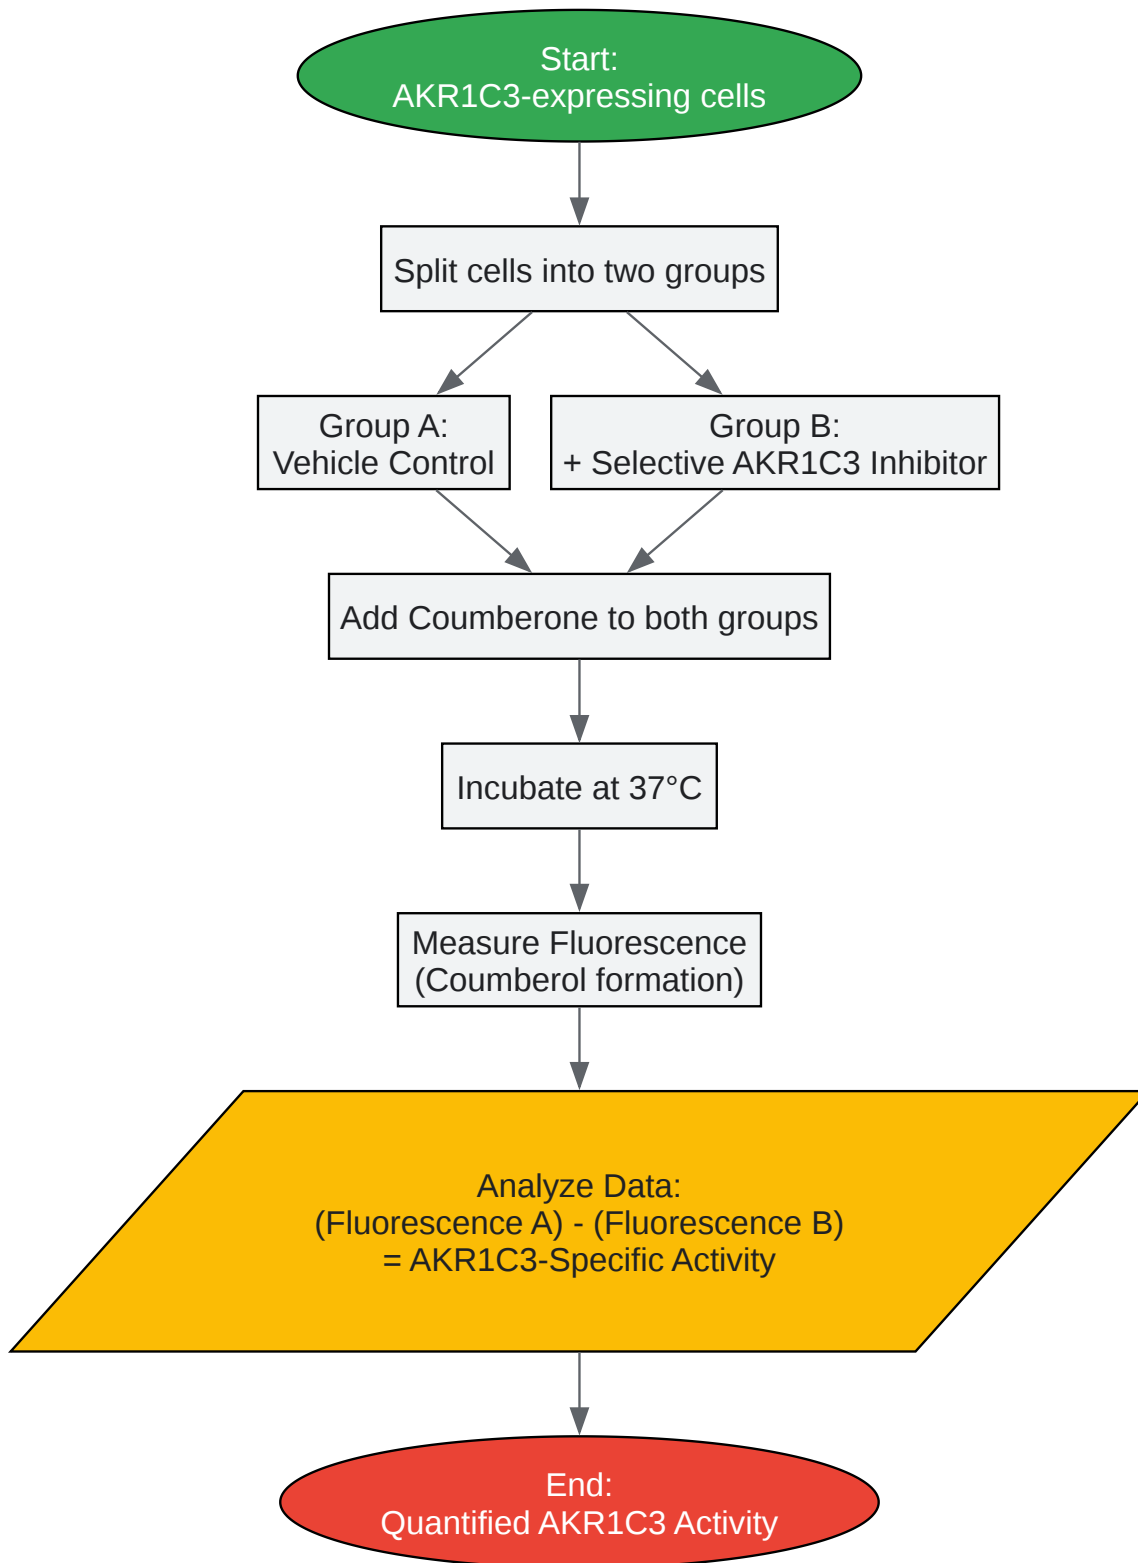 Start:
AKR1C3-expressing cells
Split cells into two groups
Group A:
Vehicle Control
Group B:
+ Selective AKR1C3 Inhibitor
Add Coumberone to both groups
Incubate at 37°C
Measure Fluorescence
(Coumberol formation)
Analyze Data:
(Fluorescence A) - (Fluorescence B)
= AKR1C3-Specific Activity
End:
Quantified AKR1C3 Activity